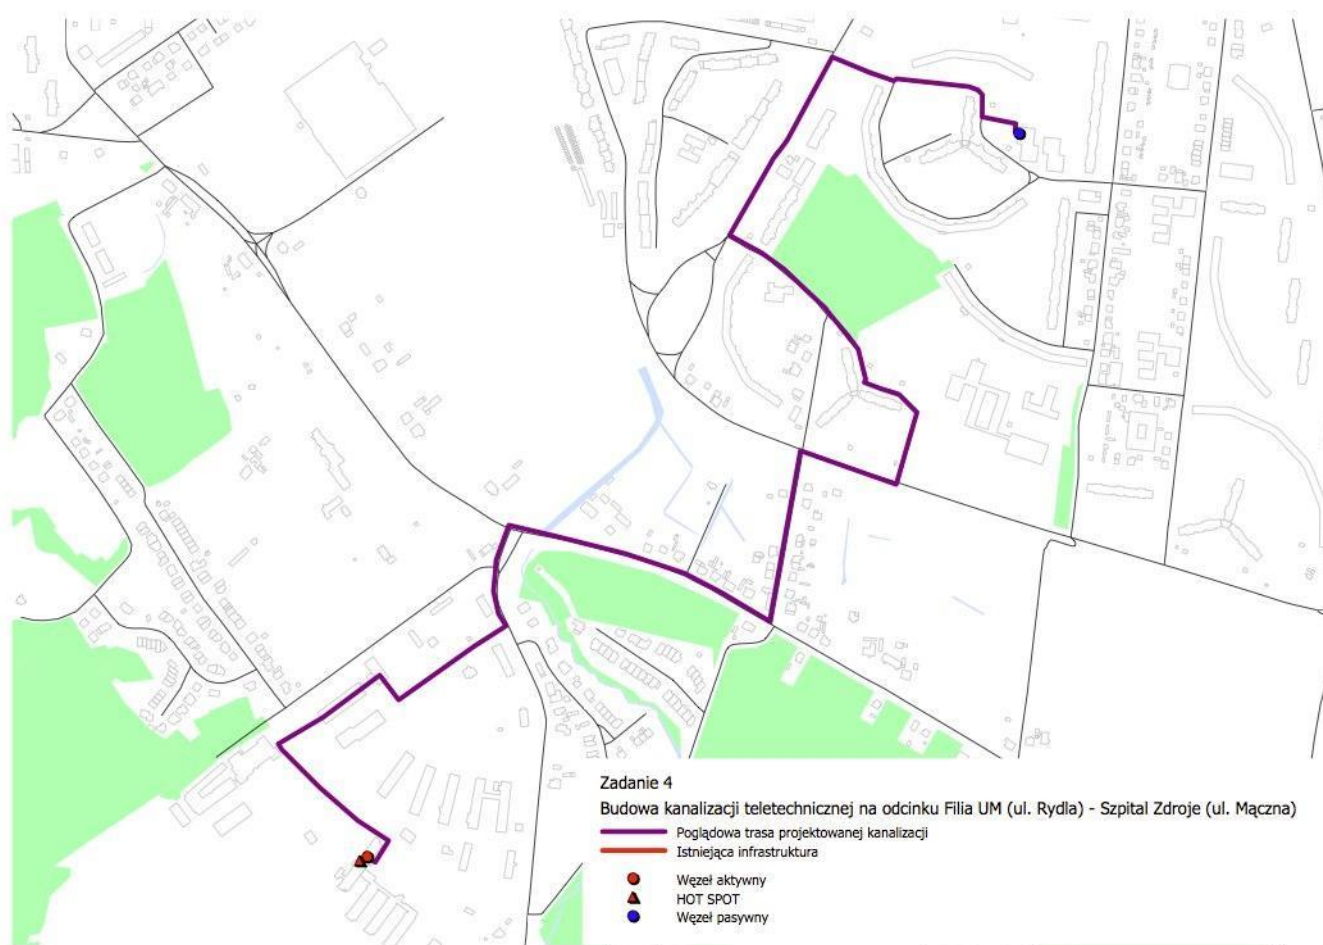 Zadanie 4
Budowa kanalizacji teletechnicznej na odcinku Filia UM (ul. Rydla) - Szpital Zdroje (ul. Mączna)
Poglądowa trasa projektowanej kanalizacji
Istniejąca infrastruktura
Węzeł aktywny
HOT SPOT
Węzeł pasywny